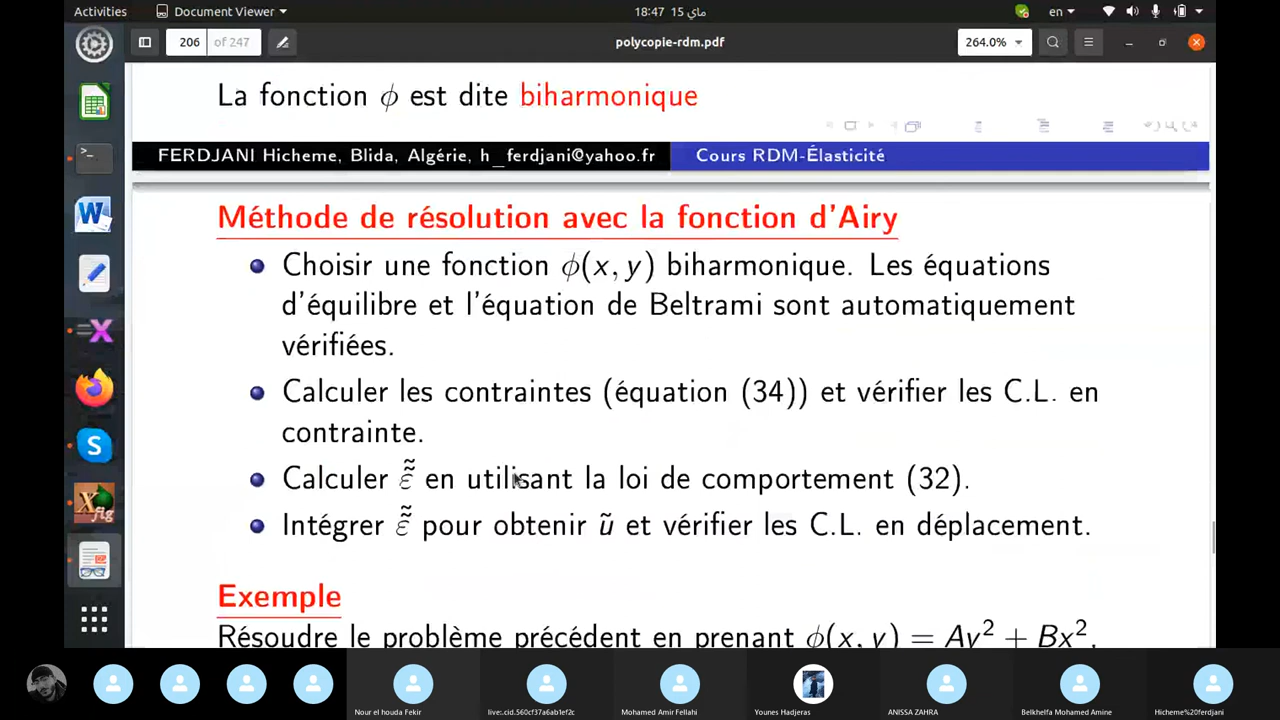 Activities Document Viewer 18:47 15 ماي en
206 of 247 polycopie-rdm.pdf 264.0%
La fonction ϕ est dite biharmonique
FERDJANI Hicheme, Blida, Algérie, h_ferdjani@yahoo.fr Cours RDM-Élasticité
Méthode de résolution avec la fonction d'Airy
Choisir une fonction ϕ(x, y) biharmonique. Les équations
d'équilibre et l'équation de Beltrami sont automatiquement
vérifiées.
Calculer les contraintes (équation (34)) et vérifier les C.L. en
contrainte.
Calculer ε̃̃ en utilisant la loi de comportement (32).
Intégrer ε̃̃ pour obtenir ũ et vérifier les C.L. en déplacement.
Exemple
Résoudre le problème précédent en prenant ϕ(x, y) = Ay² + Bx².
Nour el houda Fekir live:.cid.560cf37a6ab1ef2c Mohamed Amir Fellahi Younes Hadjeras ANISSA ZAHRA Belkhelfa Mohamed Amine Hicheme%20ferdjani